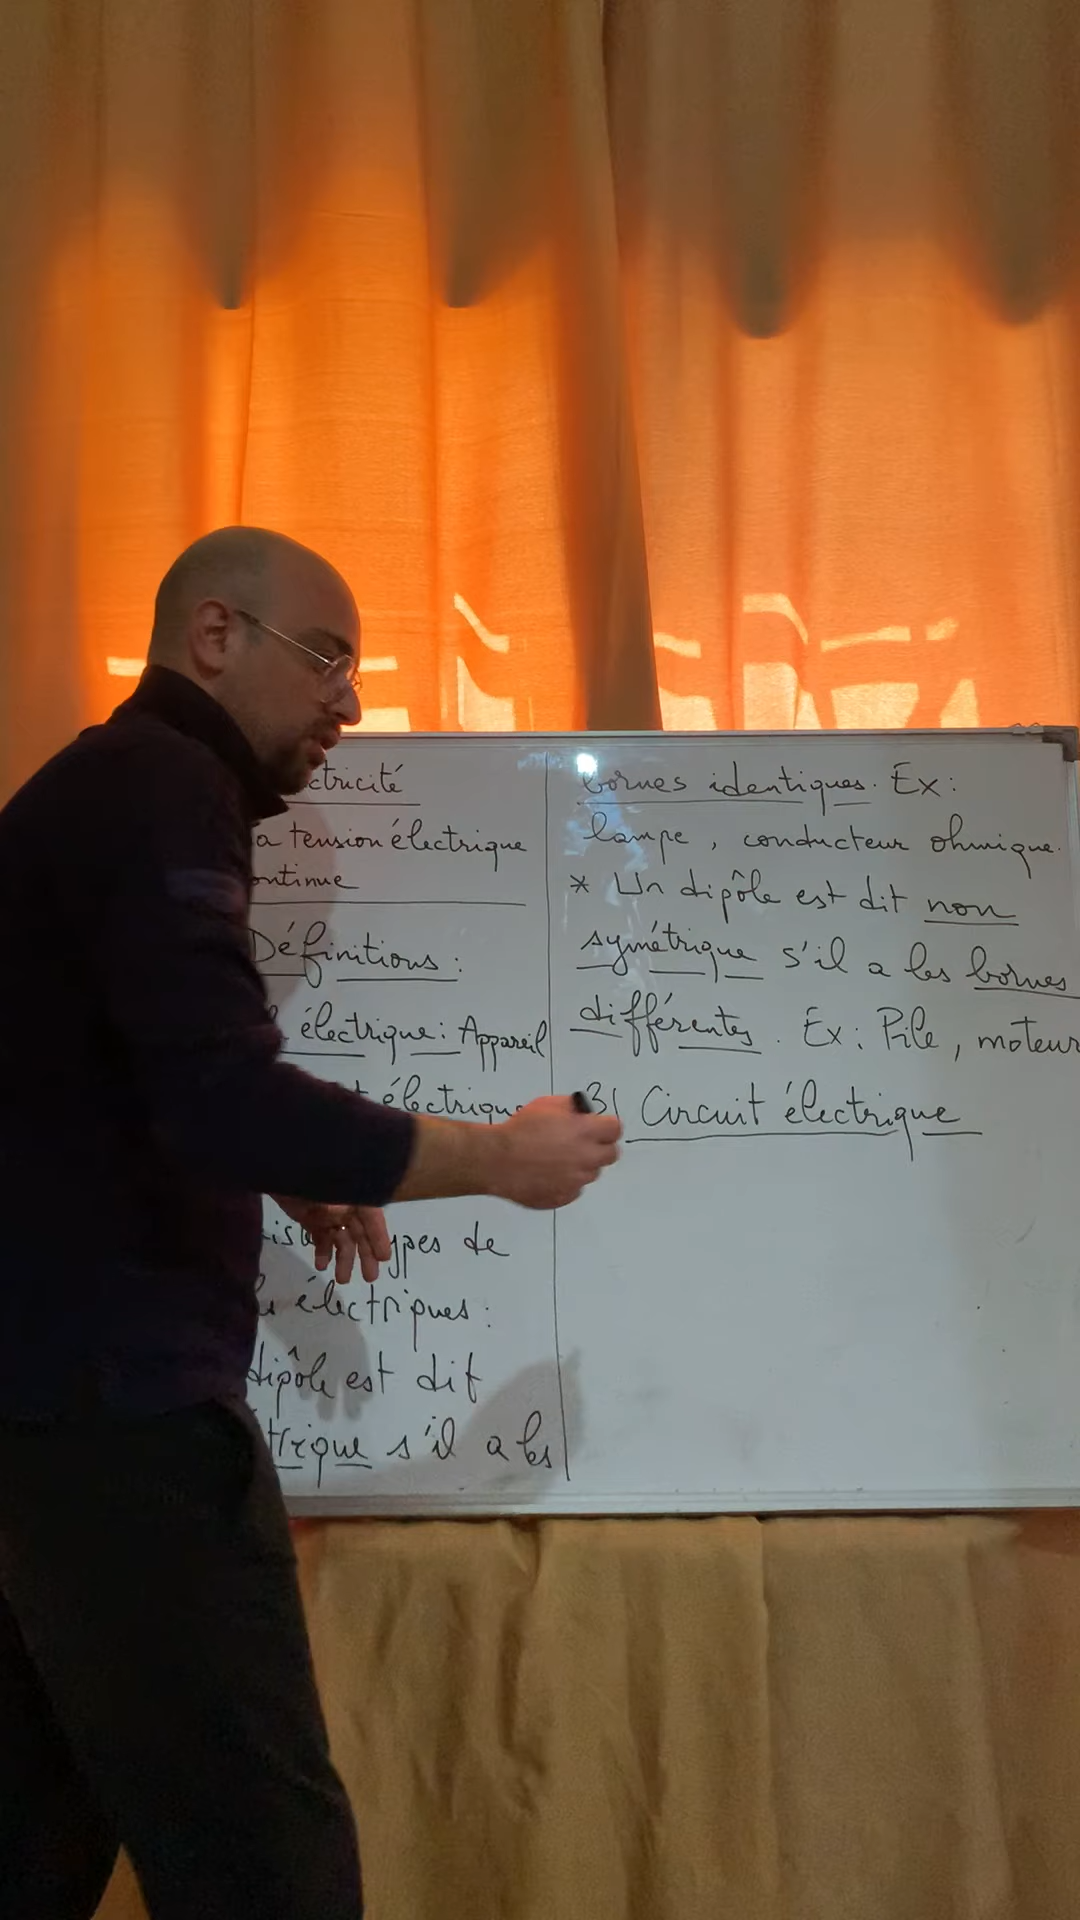 ctricité
a tension électrique
ontinue
Définitions :
électrique : Appareil
électrique
ypes de
électriques :
dipôle est dit
trique s'il a les
bornes identiques. Ex :
lampe, conducteur ohmique.
* Un dipôle est dit non
symétrique s'il a les bornes
différentes. Ex : Pile, moteur
3) Circuit électrique